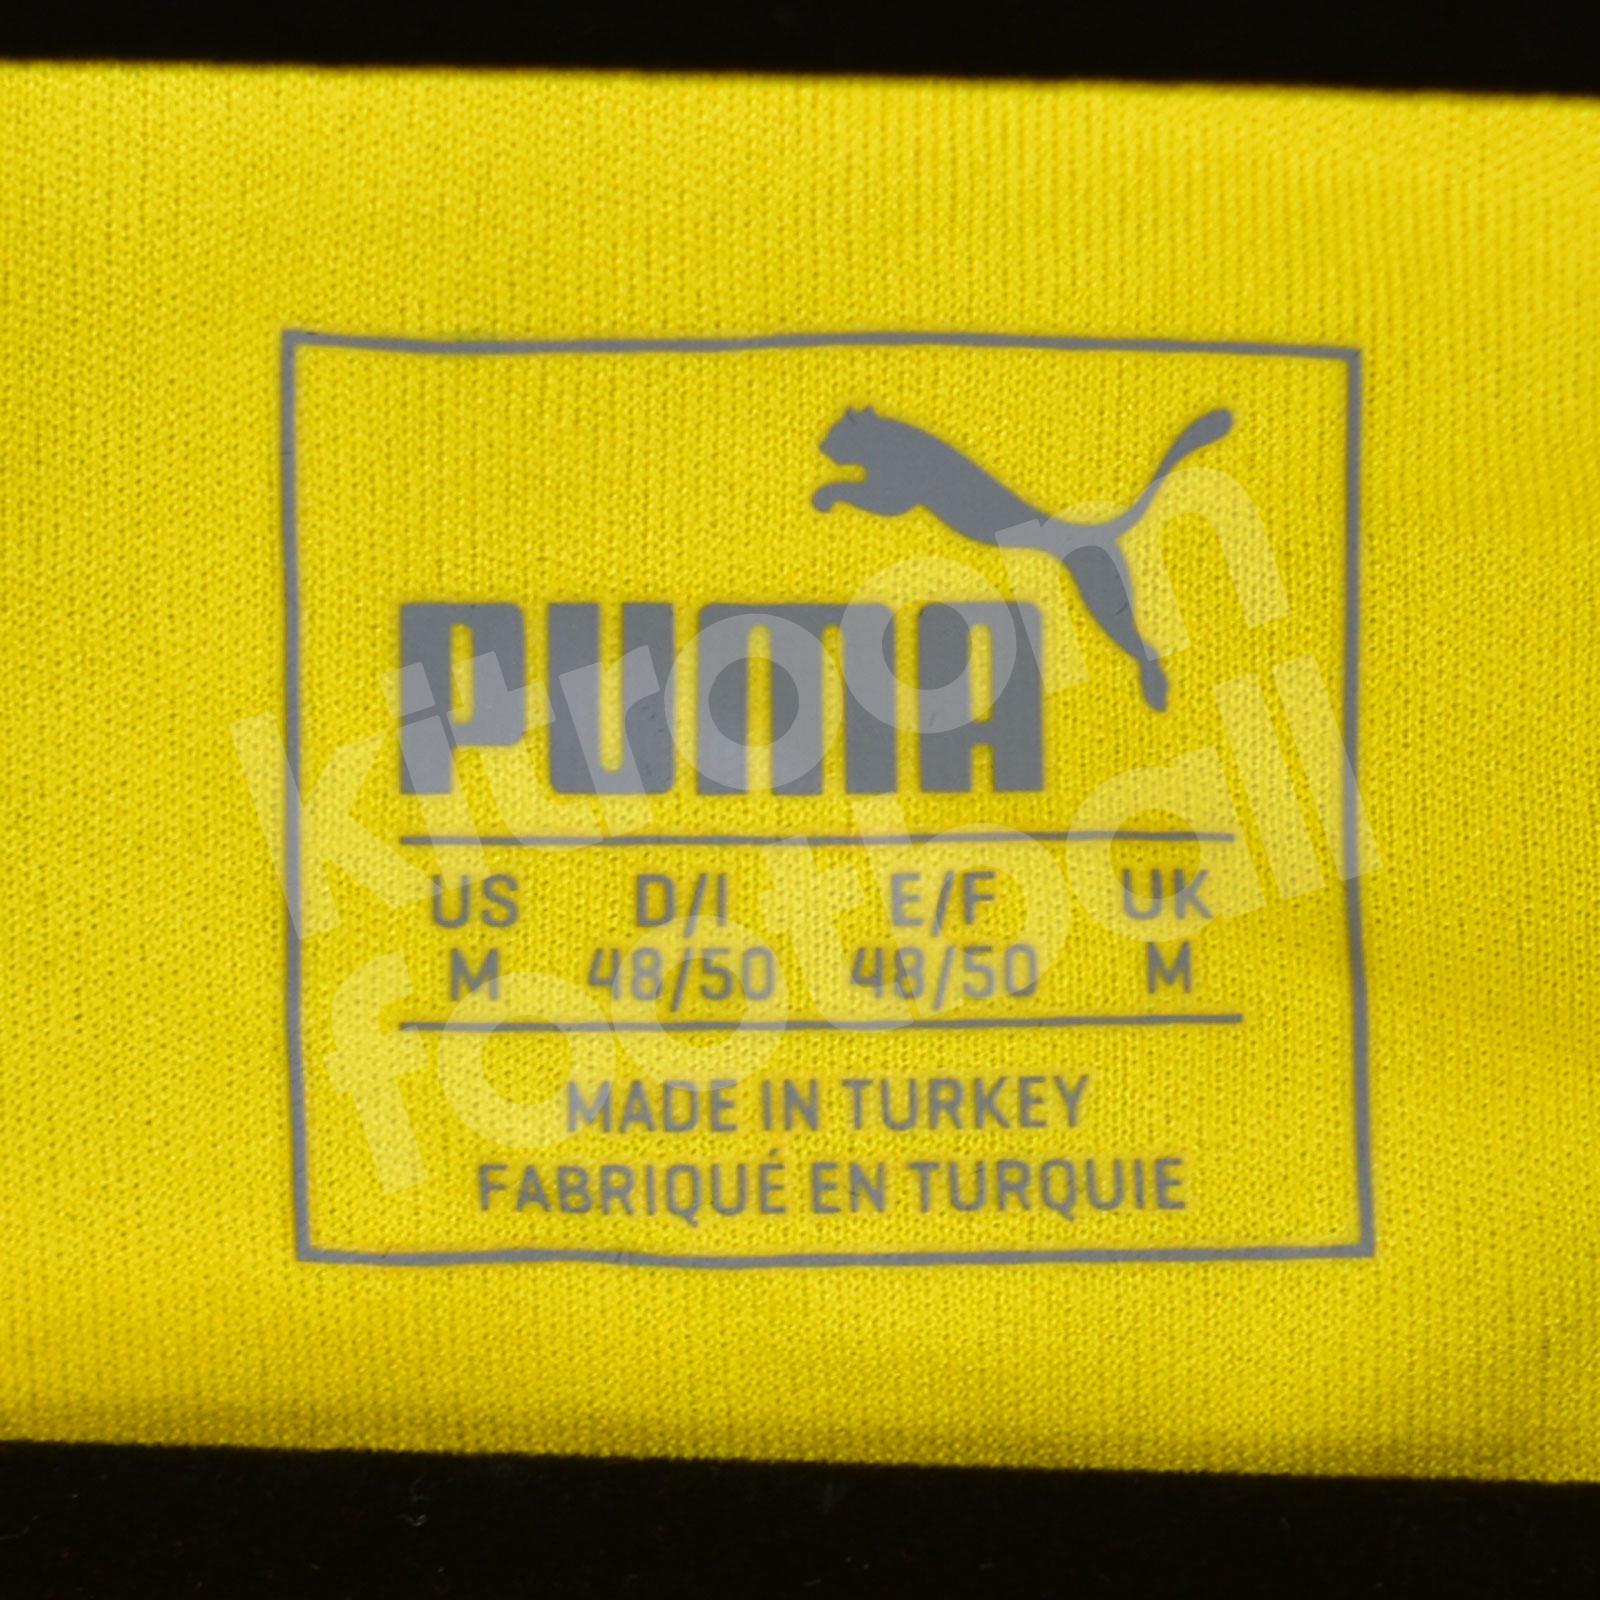 PUMA
US D/I E/F UK
M 48/50 48/50 M
MADE IN TURKEY
FABRIQUÉ EN TURQUIE
kitroom
football